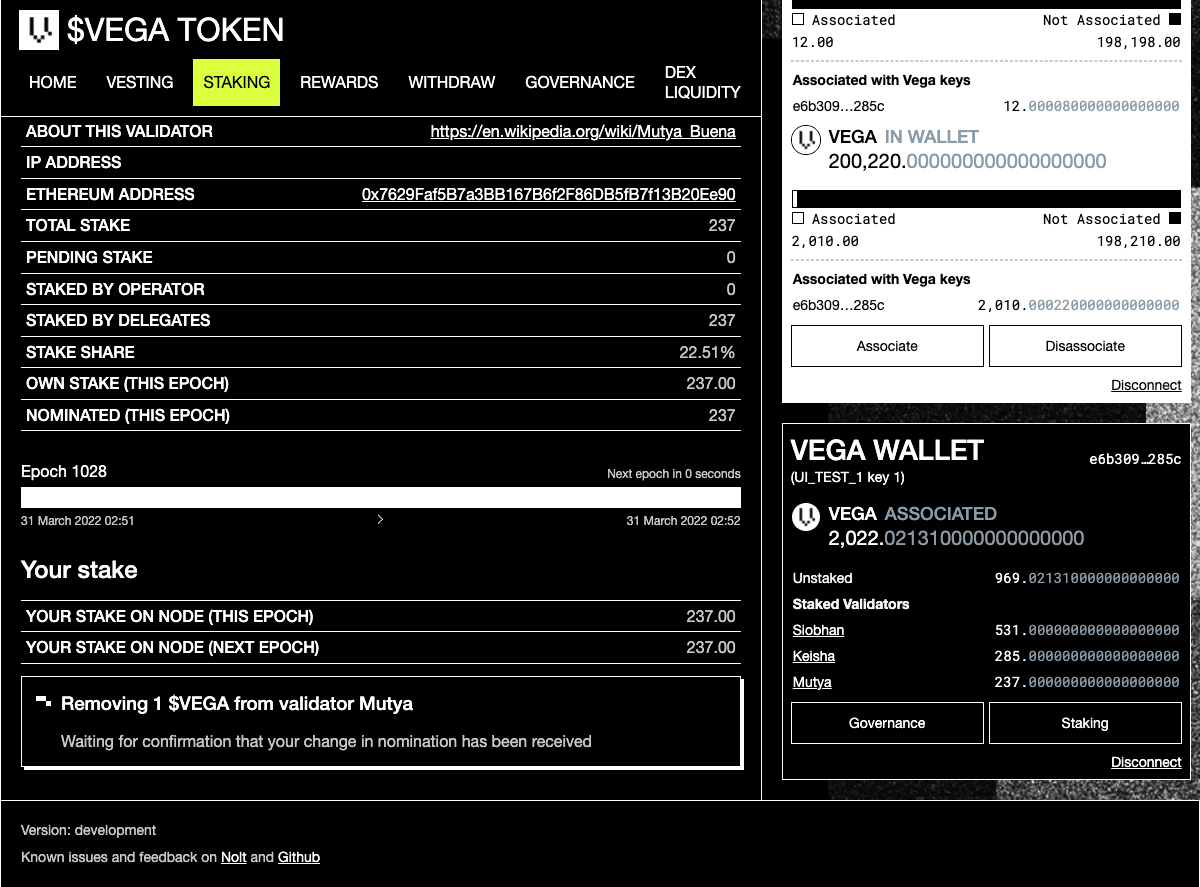 $VEGA TOKEN
HOME VESTING STAKING REWARDS WITHDRAW GOVERNANCE DEX LIQUIDITY
ABOUT THIS VALIDATOR https://en.wikipedia.org/wiki/Mutya_Buena
IP ADDRESS
ETHEREUM ADDRESS 0x7629Faf5B7a3BB167B6f2F86DB5fB7f13B20Ee90
TOTAL STAKE 237
PENDING STAKE 0
STAKED BY OPERATOR 0
STAKED BY DELEGATES 237
STAKE SHARE 22.51%
OWN STAKE (THIS EPOCH) 237.00
NOMINATED (THIS EPOCH) 237
Epoch 1028 Next epoch in 0 seconds
31 March 2022 02:51 31 March 2022 02:52
Your stake
YOUR STAKE ON NODE (THIS EPOCH) 237.00
YOUR STAKE ON NODE (NEXT EPOCH) 237.00
Removing 1 $VEGA from validator Mutya
Waiting for confirmation that your change in nomination has been received
Associated Not Associated
12.00 198,198.00
Associated with Vega keys
e6b309…285c 12.000080000000000000
VEGA IN WALLET
200,220.000000000000000000
Associated Not Associated
2,010.00 198,210.00
Associated with Vega keys
e6b309…285c 2,010.000220000000000000
Associate Disassociate
Disconnect
VEGA WALLET e6b309…285c
(UI_TEST_1 key 1)
VEGA ASSOCIATED
2,022.021310000000000000
Unstaked 969.021310000000000000
Staked Validators
Siobhan 531.000000000000000000
Keisha 285.000000000000000000
Mutya 237.000000000000000000
Governance Staking
Disconnect
Version: development
Known issues and feedback on Nolt and Github